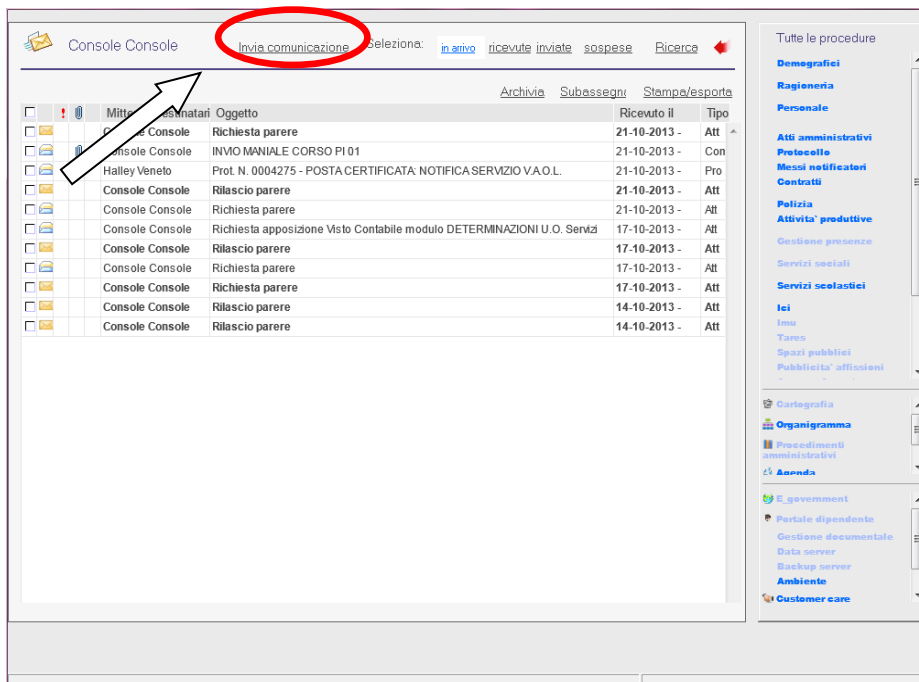 Console Console Invia comunicazione Seleziona: in arrivo ricevute inviate sospese Ricerca
Archivia Subassegn Stampa/esporta
! Mitte natari Oggetto Ricevuto il Tipo
Console Console Richiesta parere 21-10-2013 - Att
Console Console INVIO MANIALE CORSO PI 01 21-10-2013 - Com
Halley Veneto Prot. N. 0004275 - POSTA CERTIFICATA: NOTIFICA SERVIZIO V.A.O.L. 21-10-2013 - Pro
Console Console Rilascio parere 21-10-2013 - Att
Console Console Richiesta parere 21-10-2013 - Att
Console Console Richiesta apposizione Visto Contabile modulo DETERMINAZIONI U.O. Servizi 17-10-2013 - Att
Console Console Rilascio parere 17-10-2013 - Att
Console Console Richiesta parere 17-10-2013 - Att
Console Console Richiesta parere 17-10-2013 - Att
Console Console Rilascio parere 14-10-2013 - Att
Console Console Rilascio parere 14-10-2013 - Att
Tutte le procedure
Demografici
Ragioneria
Personale
Atti amministrativi
Protocollo
Messi notificatori
Contratti
Polizia
Attivita' produttive
Gestione presenze
Servizi sociali
Servizi scolastici
Ici
Imu
Tares
Spazi pubblici
Pubblicita' affissioni
Cartografia
Organigramma
Procedimenti
amministrativi
Agenda
E_government
Portale dipendente
Gestione documentale
Data server
Backup server
Ambiente
Customer care